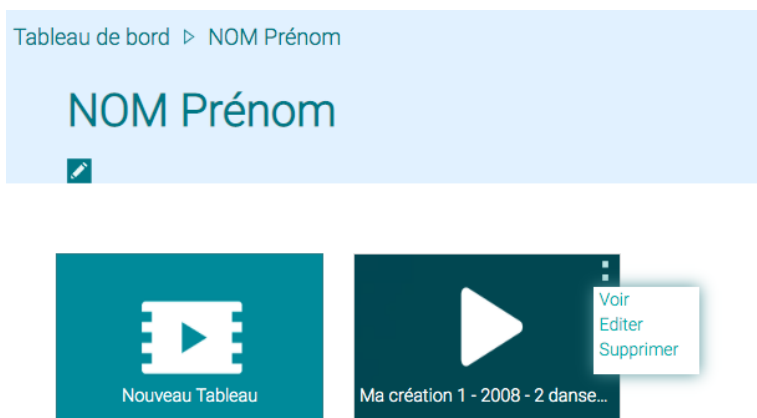 Tableau de bord ▷ NOM Prénom
NOM Prénom
Voir
Editer
Supprimer
Nouveau Tableau
Ma création 1 - 2008 - 2 danse...